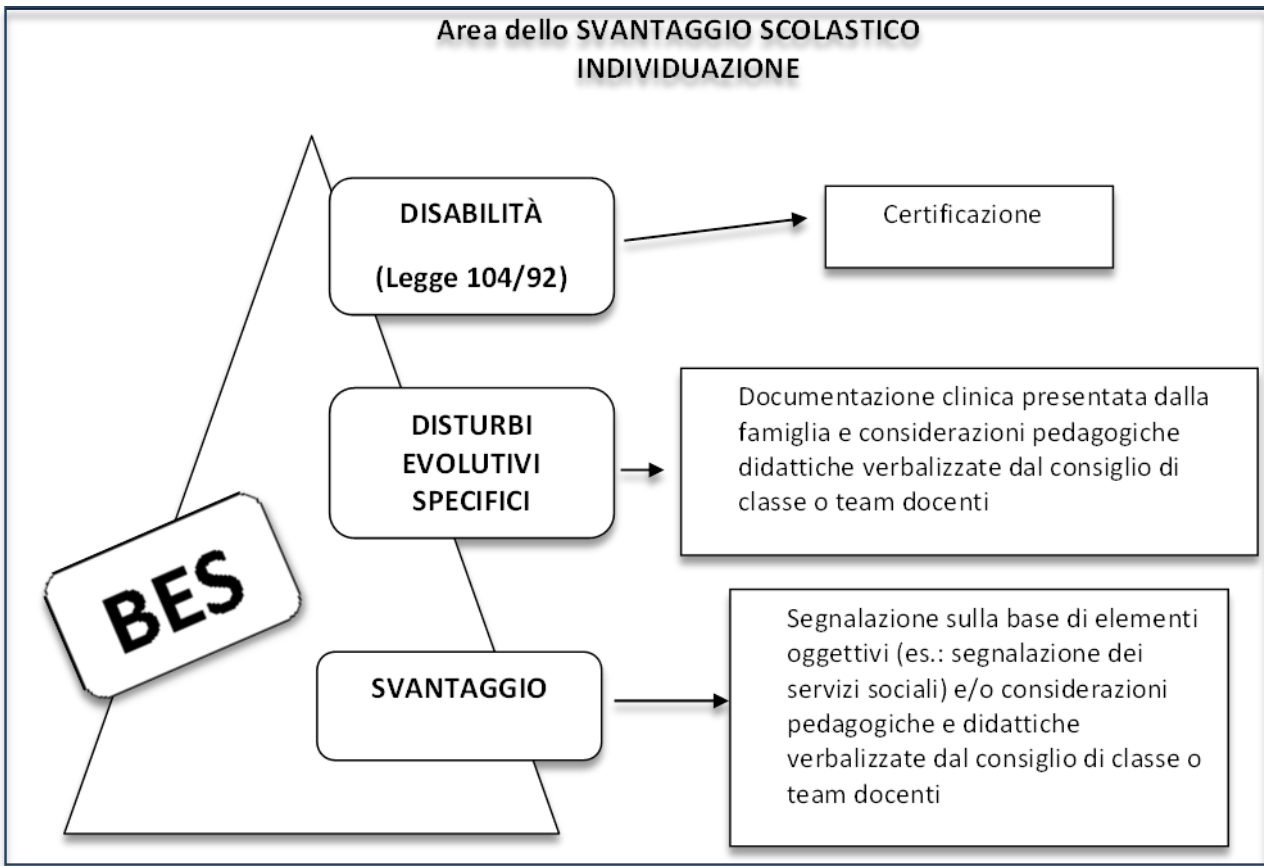 Area dello SVANTAGGIO SCOLASTICO
INDIVIDUAZIONE
DISABILITÀ
(Legge 104/92)
Certificazione
DISTURBI
EVOLUTIVI
SPECIFICI
Documentazione clinica presentata dalla
famiglia e considerazioni pedagogiche
didattiche verbalizzate dal consiglio di
classe o team docenti
BES
SVANTAGGIO
Segnalazione sulla base di elementi
oggettivi (es.: segnalazione dei
servizi sociali) e/o considerazioni
pedagogiche e didattiche
verbalizzate dal consiglio di classe o
team docenti